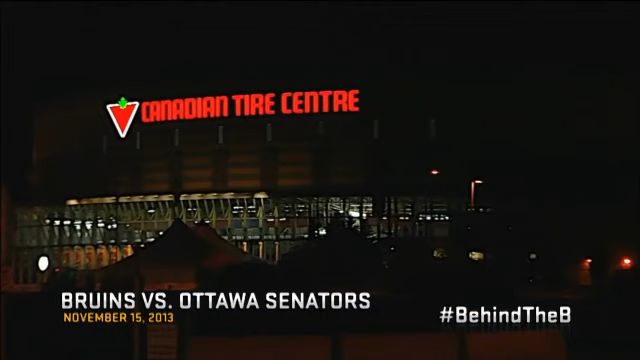 CANADIAN TIRE CENTRE
BRUINS VS. OTTAWA SENATORS
NOVEMBER 15, 2013
#BehindTheB